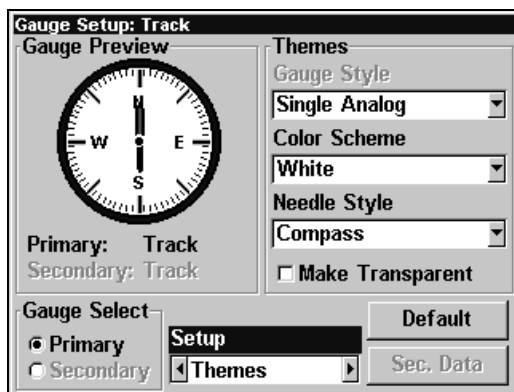 Gauge Setup: Track
Gauge Preview
N
W
E
S
Primary: Track
Secondary: Track
Themes
Gauge Style
Single Analog
Color Scheme
White
Needle Style
Compass
Make Transparent
Gauge Select
Primary
Secondary
Setup
Themes
Default
Sec. Data